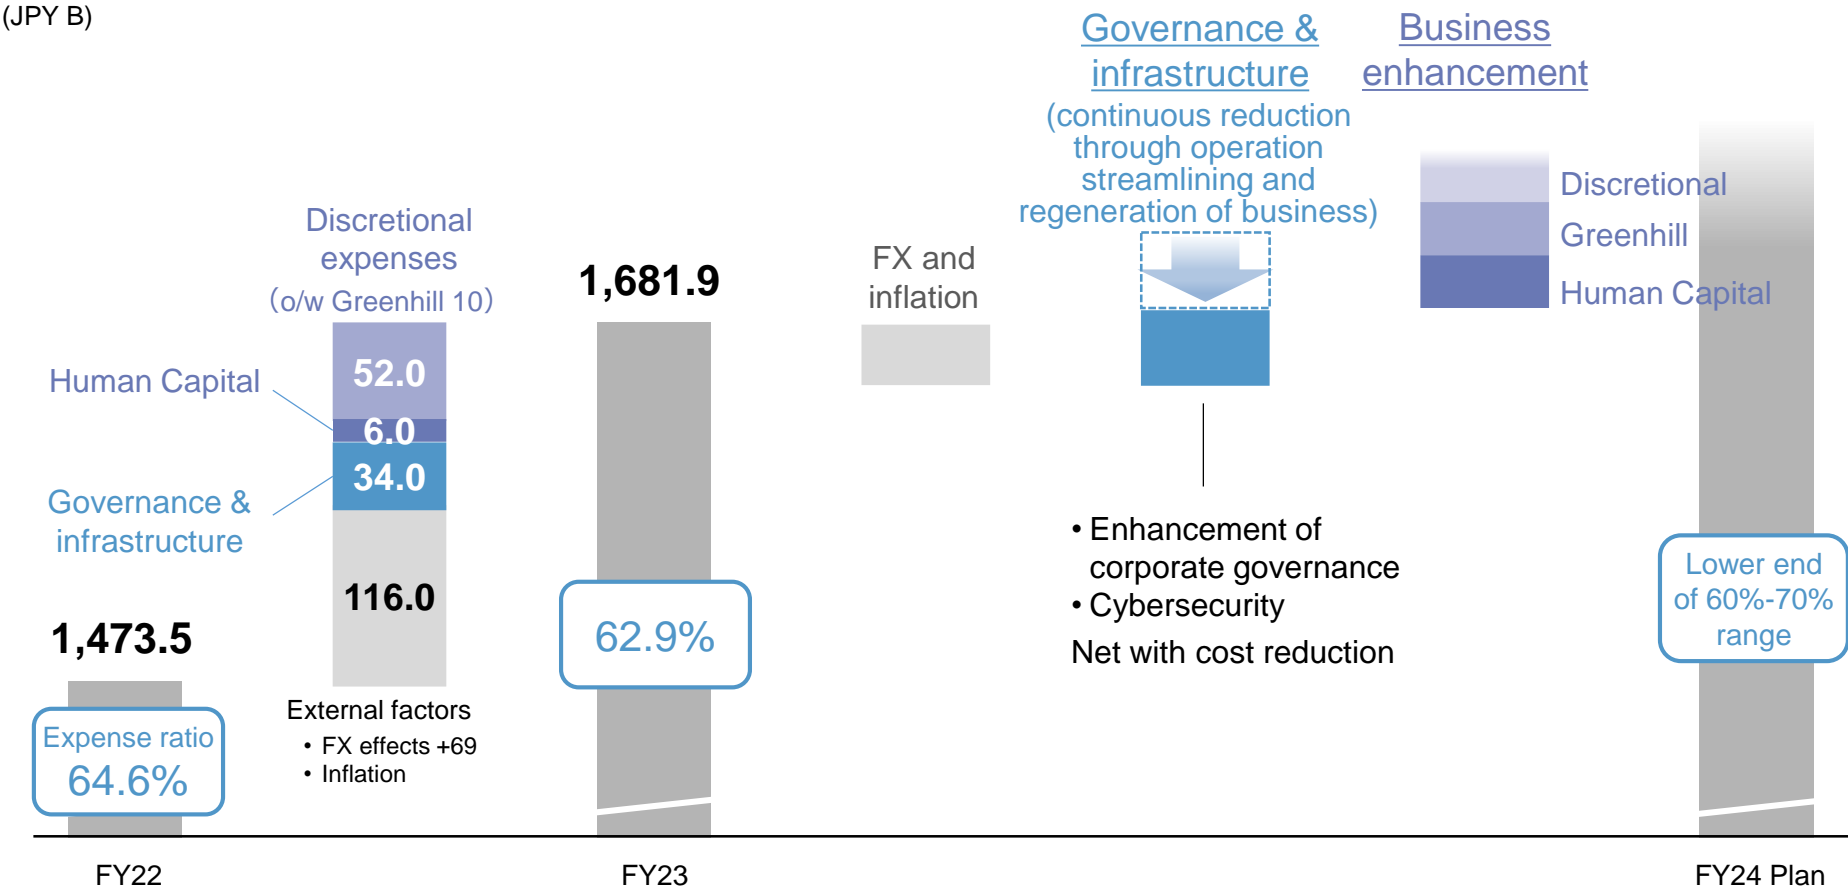 (JPY B)
Governance &
infrastructure
(continuous reduction
through operation
streamlining and
regeneration of business)
Business
enhancement
Discretional
Greenhill
Human Capital
Discretional
expenses
（o/w Greenhill 10）
1,681.9
FX and
inflation
Human Capital
52.0
6.0
34.0
Governance &
infrastructure
116.0
1,473.5
Expense ratio
64.6%
External factors
• FX effects +69
• Inflation
62.9%
• Enhancement of
corporate governance
• Cybersecurity
Net with cost reduction
Lower end
of 60%-70%
range
FY22
FY23
FY24 Plan